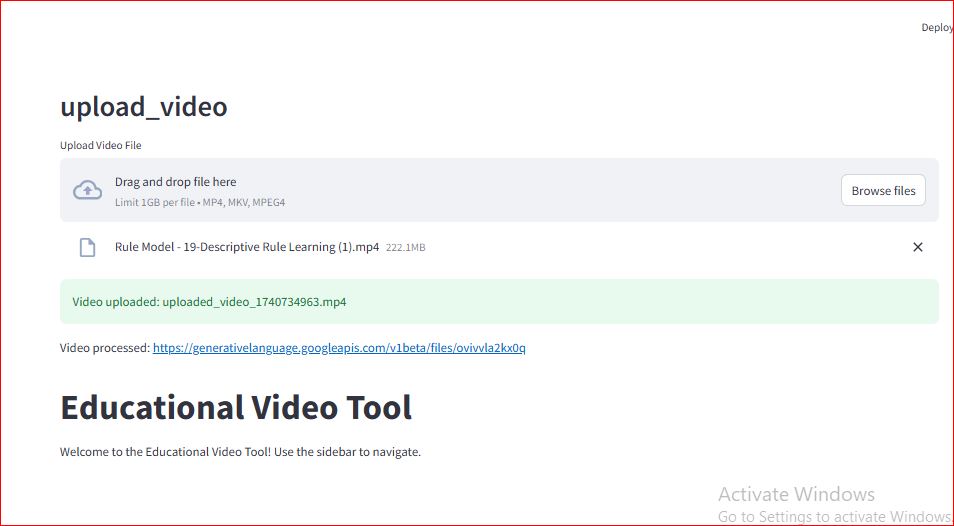 Deploy
upload_video
Upload Video File
Drag and drop file here
Limit 1GB per file • MP4, MKV, MPEG4
Browse files
Rule Model - 19-Descriptive Rule Learning (1).mp4 222.1MB
Video uploaded: uploaded_video_1740734963.mp4
Video processed: https://generativelanguage.googleapis.com/v1beta/files/ovivvla2kx0q
Educational Video Tool
Welcome to the Educational Video Tool! Use the sidebar to navigate.
Activate Windows
Go to Settings to activate Windows.